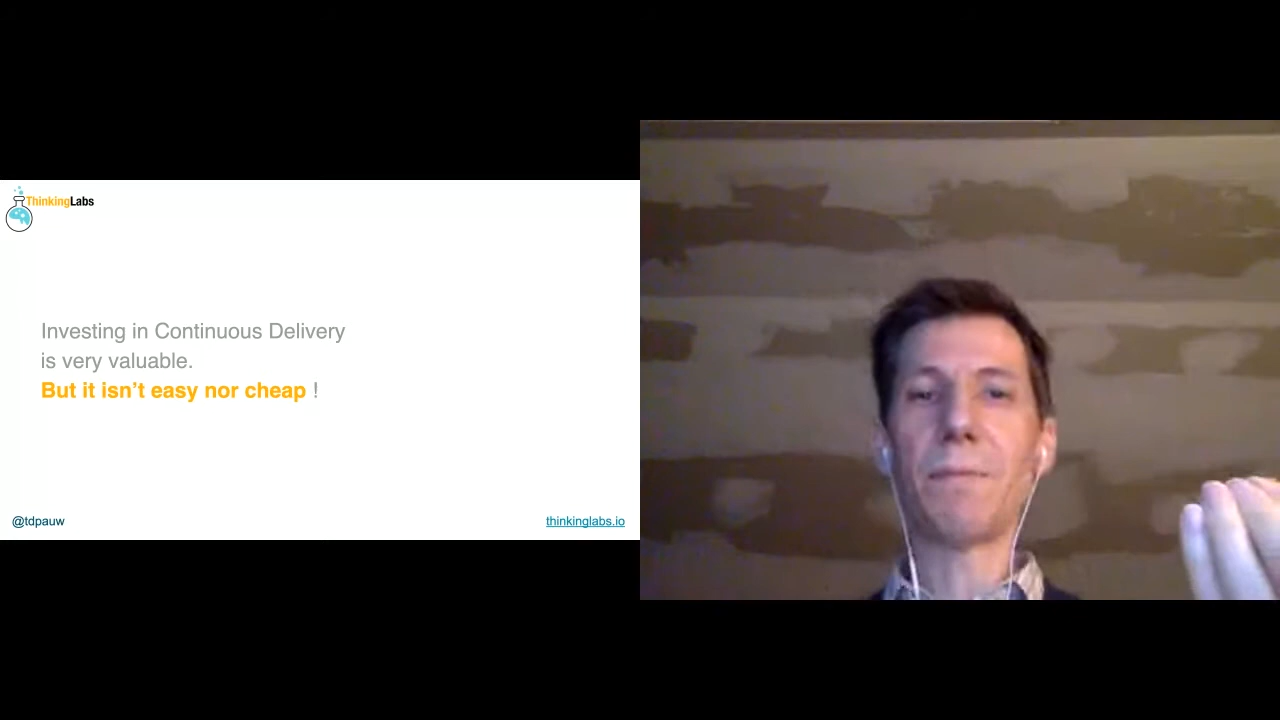 ThinkingLabs
Investing in Continuous Delivery
is very valuable.
But it isn’t easy nor cheap !
@tdpauw
thinkinglabs.io